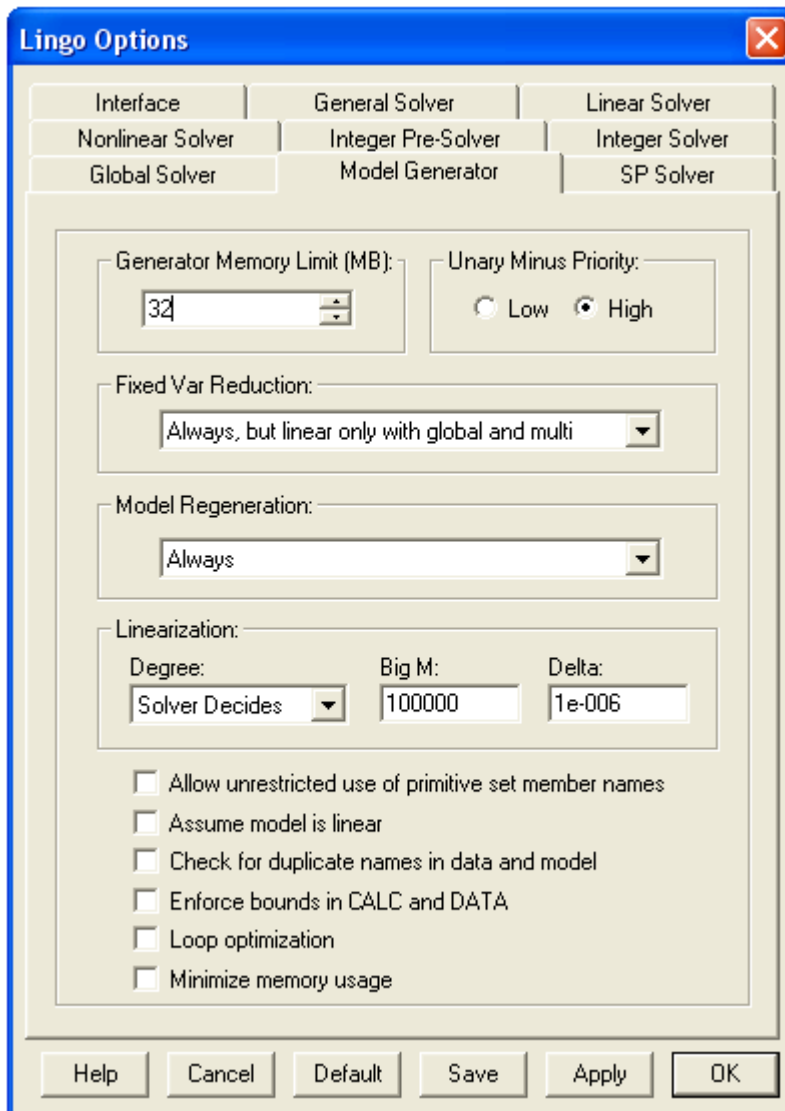 Lingo Options
Interface General Solver Linear Solver
Nonlinear Solver Integer Pre-Solver Integer Solver
Global Solver Model Generator SP Solver
Generator Memory Limit (MB): Unary Minus Priority:
32 Low High
Fixed Var Reduction:
Always, but linear only with global and multi
Model Regeneration:
Always
Linearization:
Degree: Big M: Delta:
Solver Decides 100000 1e-006
Allow unrestricted use of primitive set member names
Assume model is linear
Check for duplicate names in data and model
Enforce bounds in CALC and DATA
Loop optimization
Minimize memory usage
Help Cancel Default Save Apply OK